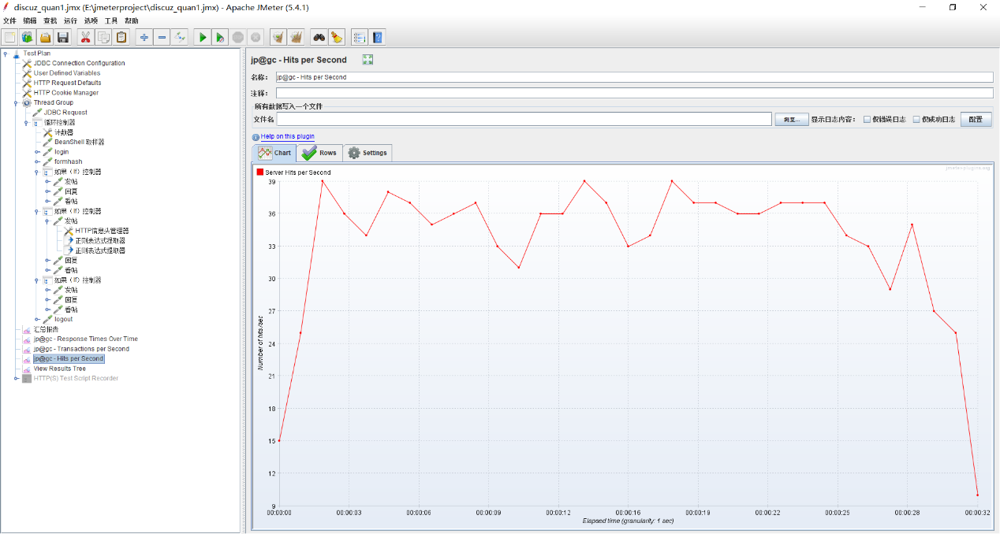 discuz_quan1.jmx (E:\jmeterproject\discuz_quan1.jmx) - Apache JMeter (5.4.1)
文件 编辑 查找 运行 选项 工具 帮助
Test Plan
JDBC Connection Configuration
User Defined Variables
HTTP Request Defaults
HTTP Cookie Manager
Thread Group
JDBC Request
循环控制器
计数器
BeanShell 取样器
login
formhash
如果（If）控制器
发帖
回复
看帖
如果（If）控制器
发帖
HTTP信息头管理器
正则表达式提取器
正则表达式提取器
回复
看帖
如果（If）控制器
发帖
回复
看帖
logout
汇总报告
jp@gc - Response Times Over Time
jp@gc - Transactions per Second
jp@gc - Hits per Second
View Results Tree
HTTP(S) Test Script Recorder
jp@gc - Hits per Second
名称： jp@gc - Hits per Second
注释：
所有数据写入一个文件
文件名 浏览... 显示日志内容： 仅错误日志 仅成功日志 配置
Help on this plugin
Chart Rows Settings
Server Hits per Second
jmeter-plugins.org
39
36
33
30
27
24
21
18
15
12
9
Number of hits /sec
00:00:00 00:00:03 00:00:06 00:00:09 00:00:12 00:00:16 00:00:19 00:00:22 00:00:25 00:00:28 00:00:32
Elapsed time (granularity: 1 sec)